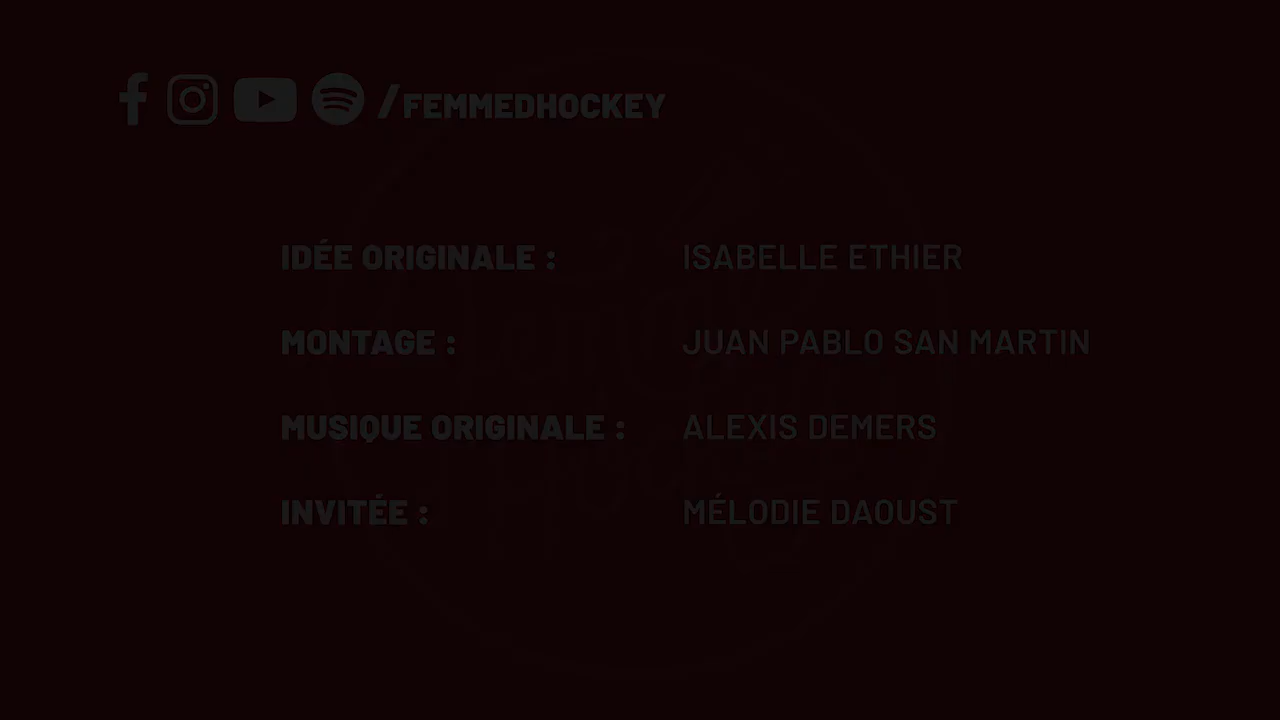 /FEMMEDHOCKEY
IDÉE ORIGINALE : ISABELLE ETHIER
MONTAGE : JUAN PABLO SAN MARTIN
MUSIQUE ORIGINALE : ALEXIS DEMERS
INVITÉE : MÉLODIE DAOUST